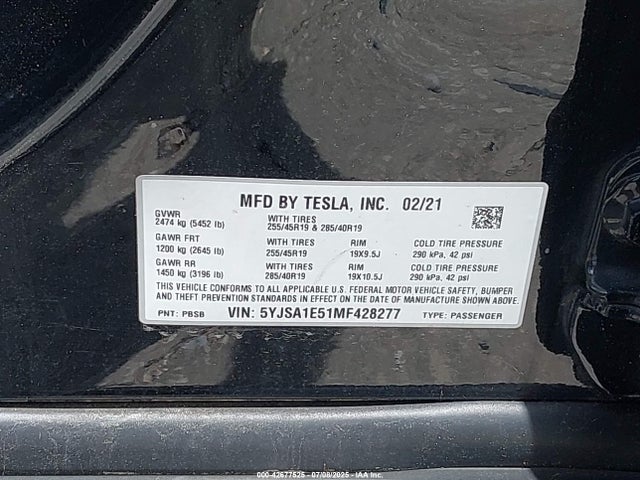 MFD BY TESLA, INC. 02/21
GVWR
2474 kg (5452 lb)
WITH TIRES
255/45R19 & 285/40R19
GAWR FRT
1200 kg (2645 lb)
WITH TIRES
255/45R19
RIM
19X9.5J
COLD TIRE PRESSURE
290 kPa, 42 psi
GAWR RR
1450 kg (3196 lb)
WITH TIRES
285/40R19
RIM
19X10.5J
COLD TIRE PRESSURE
290 kPa, 42 psi
THIS VEHICLE CONFORMS TO ALL APPLICABLE U.S. FEDERAL MOTOR VEHICLE SAFETY, BUMPER
AND THEFT PREVENTION STANDARDS IN EFFECT ON THE DATE OF MANUFACTURE SHOWN ABOVE.
PNT: PBSB VIN: 5YJSA1E51MF428277 TYPE: PASSENGER
000-42677525 - 07/08/2025 - IAA Inc.